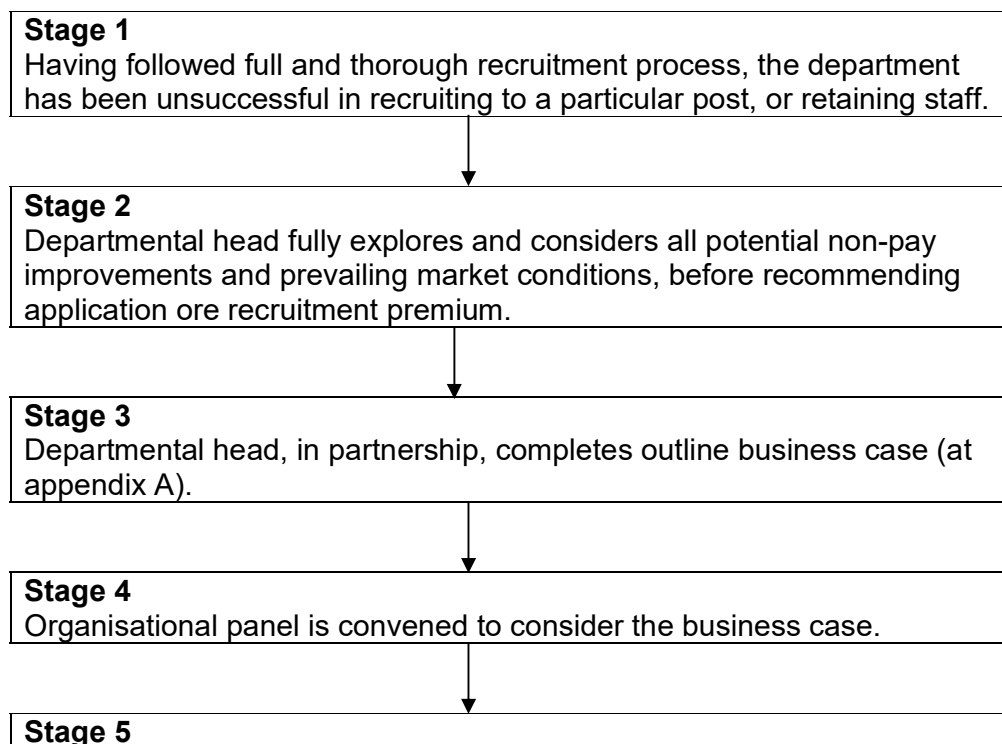 Stage 1
Having followed full and thorough recruitment process, the department
has been unsuccessful in recruiting to a particular post, or retaining staff.
Stage 2
Departmental head fully explores and considers all potential non-pay
improvements and prevailing market conditions, before recommending
application ore recruitment premium.
Stage 3
Departmental head, in partnership, completes outline business case (at
appendix A).
Stage 4
Organisational panel is convened to consider the business case.
Stage 5